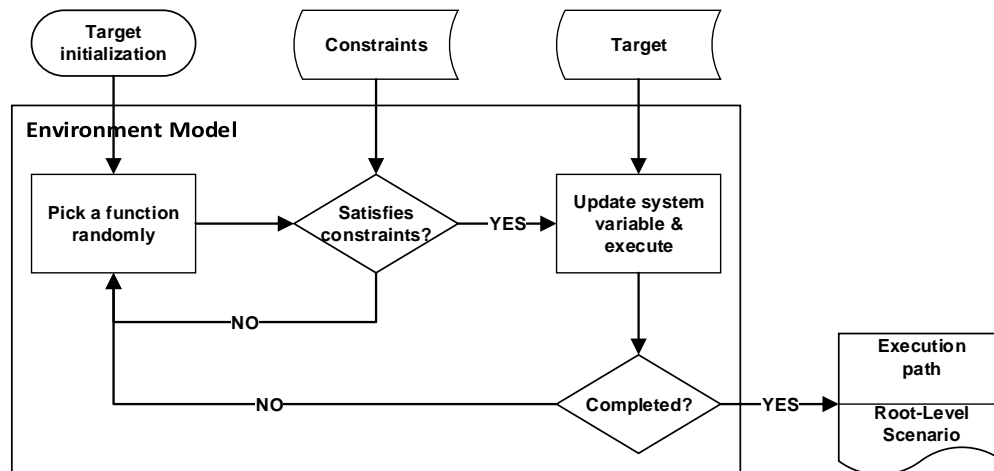 Target
initialization
Constraints
Target
Environment Model
Pick a function
randomly
Satisfies
constraints?
YES
Update system
variable &
execute
NO
NO
Completed?
YES
Execution
path
Root-Level
Scenario